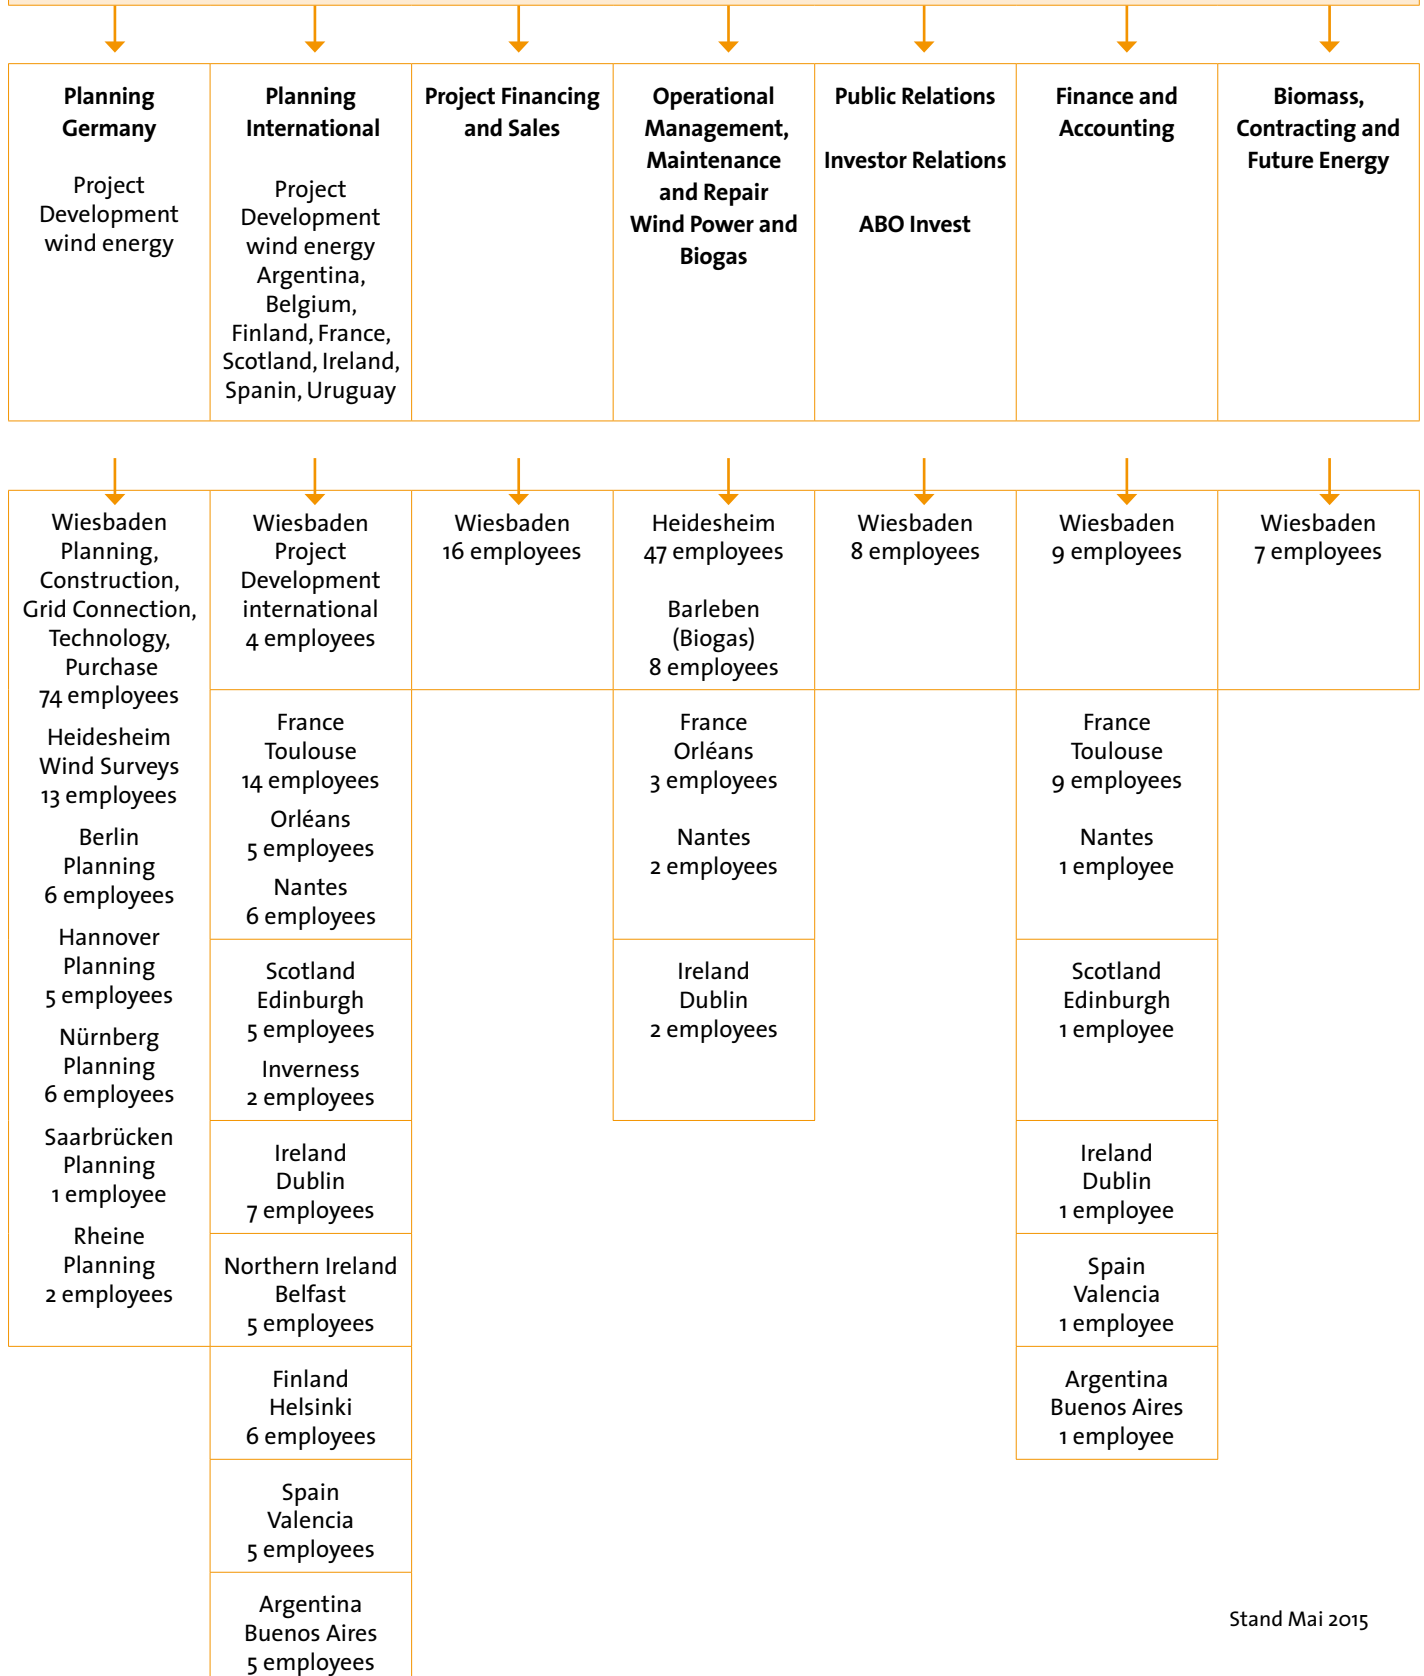 Planning
Germany
Project
Development
wind energy
Planning
International
Project
Development
wind energy
Argentina,
Belgium,
Finland, France,
Scotland, Ireland,
Spanin, Uruguay
Project Financing
and Sales
Operational
Management,
Maintenance
and Repair
Wind Power and
Biogas
Public Relations
Investor Relations
ABO Invest
Finance and
Accounting
Biomass,
Contracting and
Future Energy
Wiesbaden
Planning,
Construction,
Grid Connection,
Technology,
Purchase
74 employees
Heidesheim
Wind Surveys
13 employees
Berlin
Planning
6 employees
Hannover
Planning
5 employees
Nürnberg
Planning
6 employees
Saarbrücken
Planning
1 employee
Rheine
Planning
2 employees
Wiesbaden
Project
Development
international
4 employees
France
Toulouse
14 employees
Orléans
5 employees
Nantes
6 employees
Scotland
Edinburgh
5 employees
Inverness
2 employees
Ireland
Dublin
7 employees
Northern Ireland
Belfast
5 employees
Finland
Helsinki
6 employees
Spain
Valencia
5 employees
Argentina
Buenos Aires
5 employees
Wiesbaden
16 employees
Heidesheim
47 employees
Barleben
(Biogas)
8 employees
France
Orléans
3 employees
Nantes
2 employees
Ireland
Dublin
2 employees
Wiesbaden
8 employees
Wiesbaden
9 employees
France
Toulouse
9 employees
Nantes
1 employee
Scotland
Edinburgh
1 employee
Ireland
Dublin
1 employee
Spain
Valencia
1 employee
Argentina
Buenos Aires
1 employee
Wiesbaden
7 employees
Stand Mai 2015